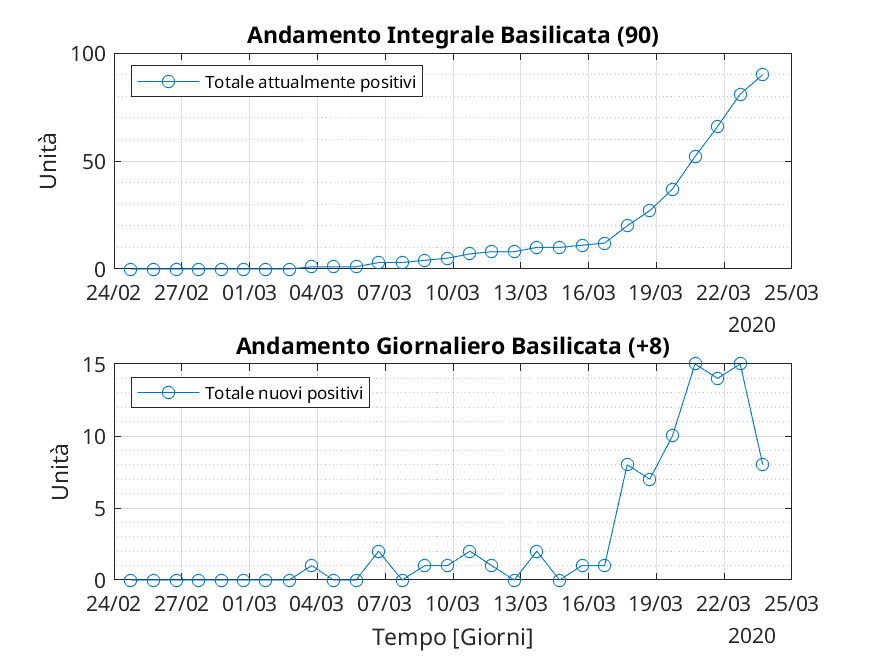 Andamento Integrale Basilicata (90)
100
Totale attualmente positivi
50
Unità
0
24/02 27/02 01/03 04/03 07/03 10/03 13/03 16/03 19/03 22/03 25/03
2020
Andamento Giornaliero Basilicata (+8)
15
Totale nuovi positivi
10
Unità
5
0
24/02 27/02 01/03 04/03 07/03 10/03 13/03 16/03 19/03 22/03 25/03
Tempo [Giorni]
2020